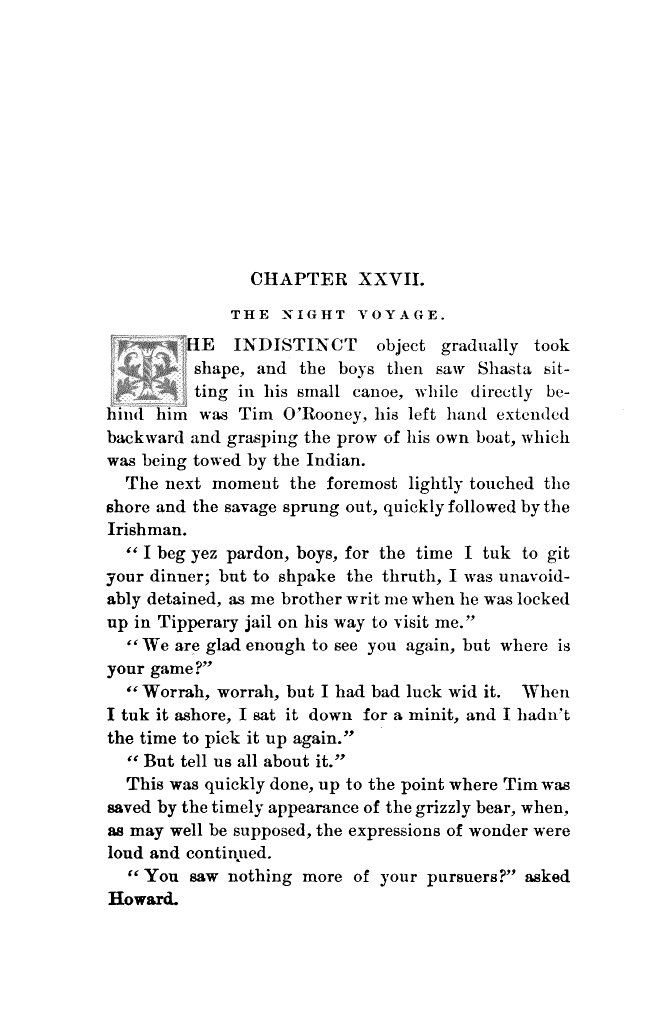 CHAPTER XXVII.
THE NIGHT VOYAGE.
THE INDISTINCT object gradually took
shape, and the boys then saw Shasta sit-
ting in his small canoe, while directly be-
hind him was Tim O'Rooney, his left hand extended
backward and grasping the prow of his own boat, which
was being towed by the Indian.
The next moment the foremost lightly touched the
shore and the savage sprung out, quickly followed by the
Irishman.
“I beg yez pardon, boys, for the time I tuk to git
your dinner; but to shpake the thruth, I was unavoid-
ably detained, as me brother writ me when he was locked
up in Tipperary jail on his way to visit me.”
“We are glad enough to see you again, but where is
your game?”
“Worrah, worrah, but I had bad luck wid it. When
I tuk it ashore, I sat it down for a minit, and I hadn't
the time to pick it up again.”
“But tell us all about it.”
This was quickly done, up to the point where Tim was
saved by the timely appearance of the grizzly bear, when,
as may well be supposed, the expressions of wonder were
loud and continued.
“You saw nothing more of your pursuers?” asked
Howard.